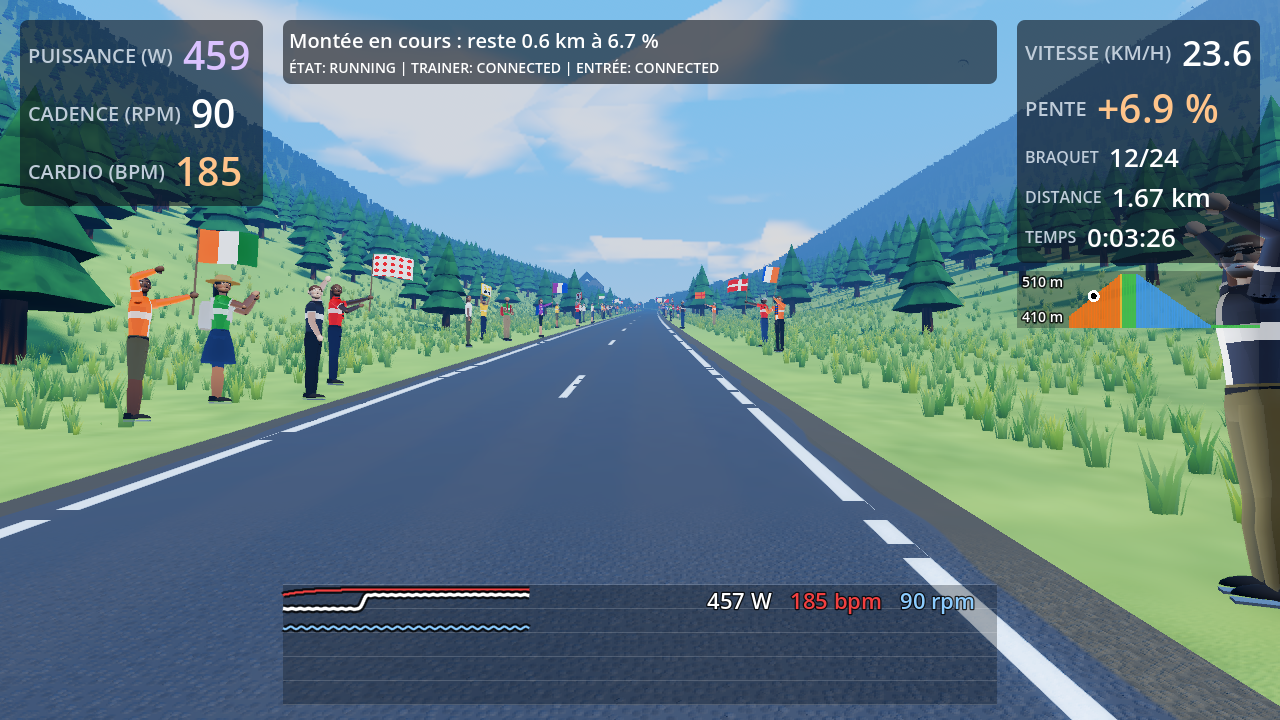 PUISSANCE (W) 459
CADENCE (RPM) 90
CARDIO (BPM) 185
Montée en cours : reste 0.6 km à 6.7 %
ÉTAT: RUNNING | TRAINER: CONNECTED | ENTRÉE: CONNECTED
VITESSE (KM/H) 23.6
PENTE +6.9 %
BRAQUET 12/24
DISTANCE 1.67 km
TEMPS 0:03:26
510 m
410 m
457 W 185 bpm 90 rpm